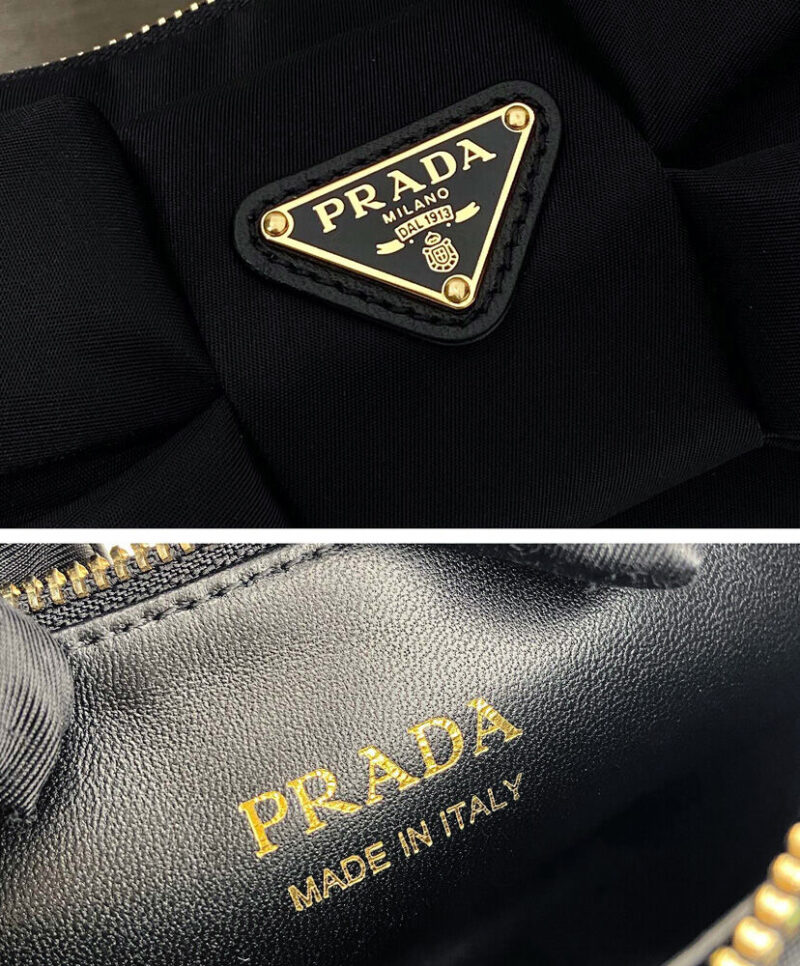 PRADA
MILANO
DAL 1913
PRADA
MADE IN ITALY